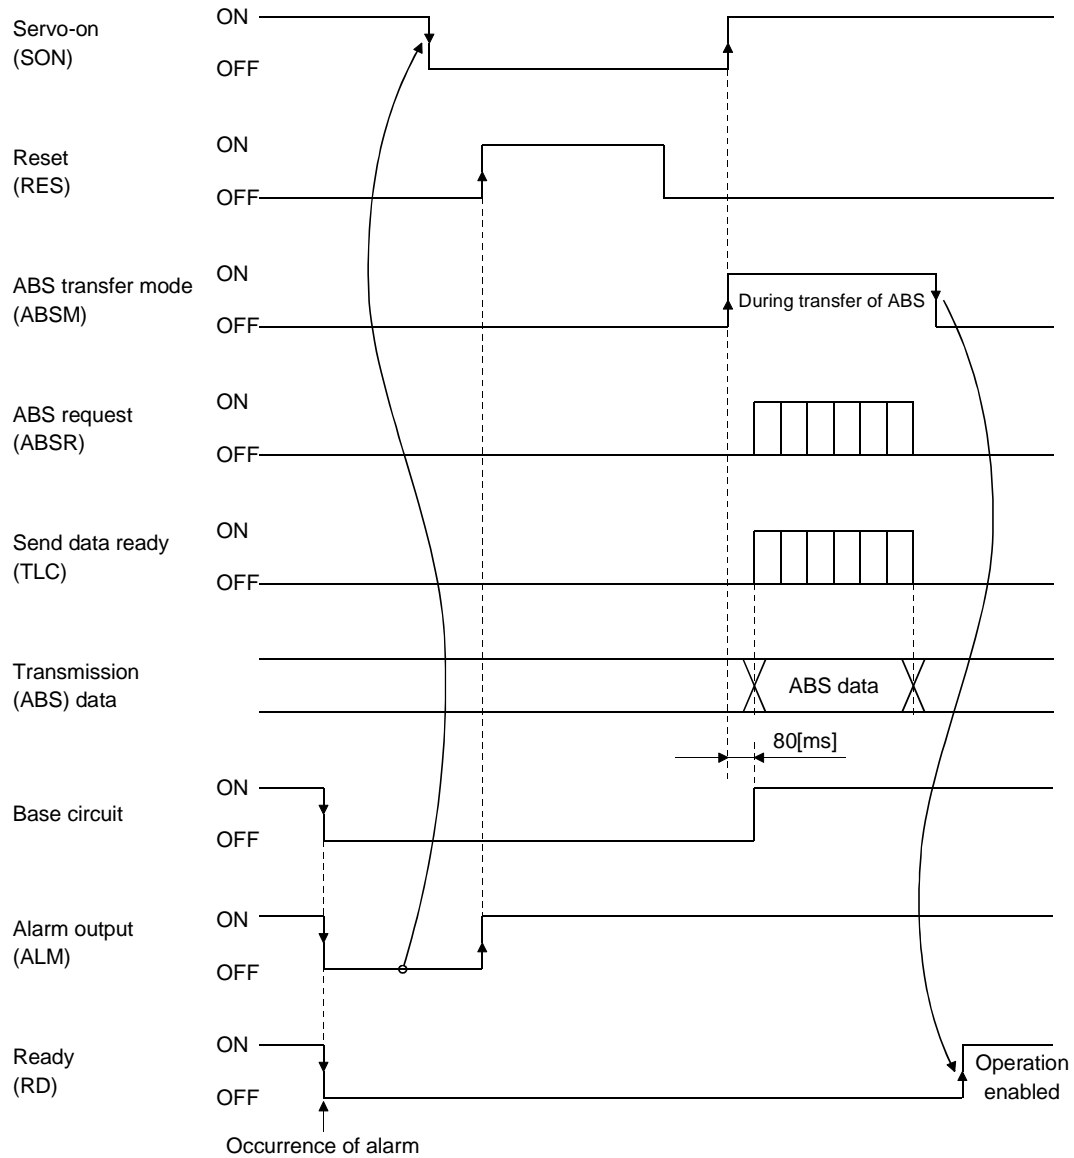 Servo-on
(SON)
ON
OFF
Reset
(RES)
ON
OFF
ABS transfer mode
(ABSM)
ON
OFF
During transfer of ABS
ABS request
(ABSR)
ON
OFF
Send data ready
(TLC)
ON
OFF
Transmission
(ABS) data
ABS data
80[ms]
Base circuit
ON
OFF
Alarm output
(ALM)
ON
OFF
Ready
(RD)
ON
OFF
Operation
enabled
Occurrence of alarm